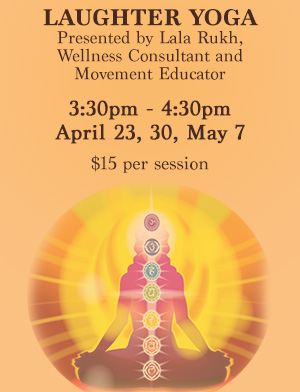 LAUGHTER YOGA
Presented by Lala Rukh,
Wellness Consultant and
Movement Educator
3:30pm - 4:30pm
April 23, 30, May 7
$15 per session